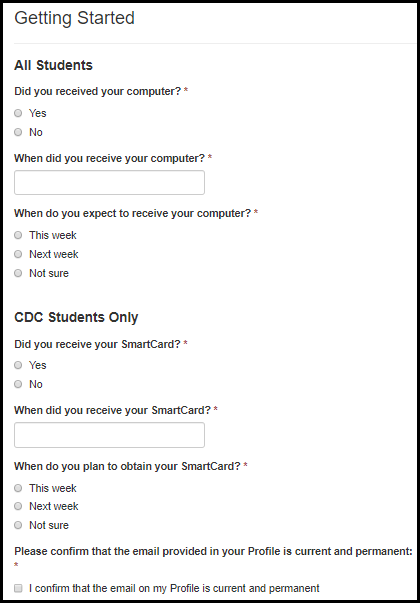 Getting Started
All Students
Did you received your computer? *
Yes
No
When did you receive your computer? *
When do you expect to receive your computer? *
This week
Next week
Not sure
CDC Students Only
Did you receive your SmartCard? *
Yes
No
When did you receive your SmartCard? *
When do you plan to obtain your SmartCard? *
This week
Next week
Not sure
Please confirm that the email provided in your Profile is current and permanent:
*
I confirm that the email on my Profile is current and permanent